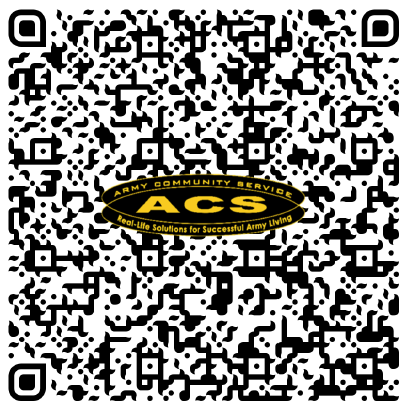 ARMY COMMUNITY SERVICE
ACS
Real-Life Solutions for Successful Army Living